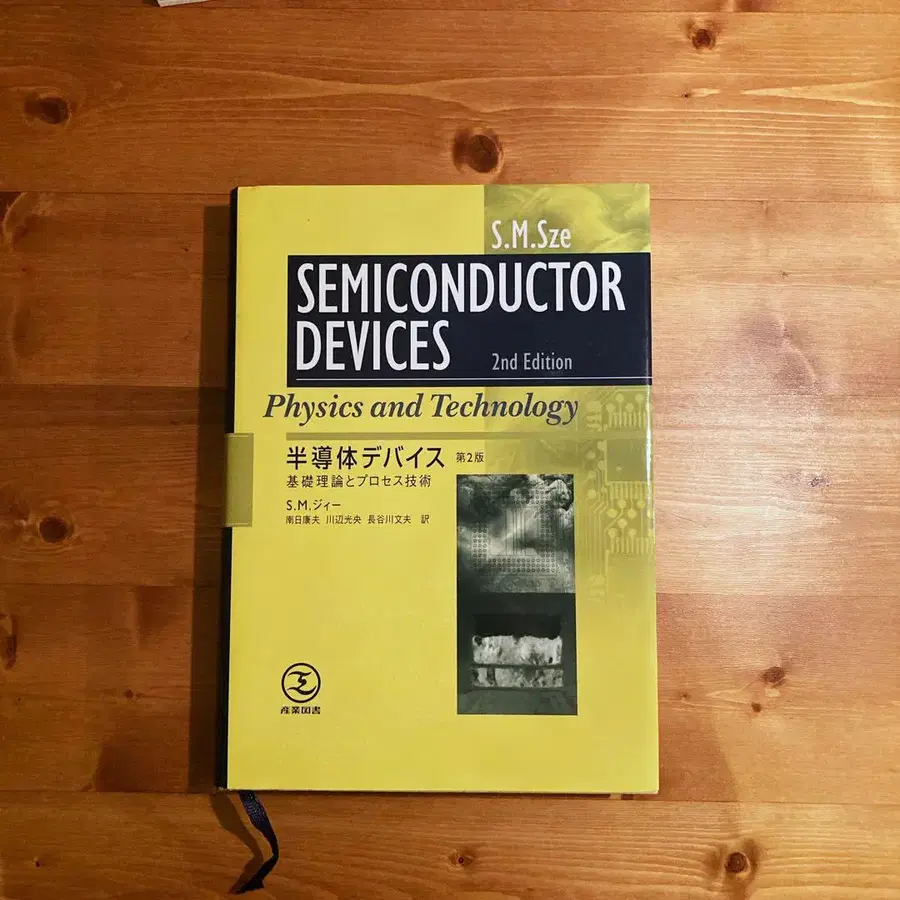 S.M.Sze
SEMICONDUCTOR
DEVICES
2nd Edition
Physics and Technology
半導体デバイス 第2版
基礎理論とプロセス技術
S.M.ジィー
南日康夫 川辺光央 長谷川文夫 訳
産業図書